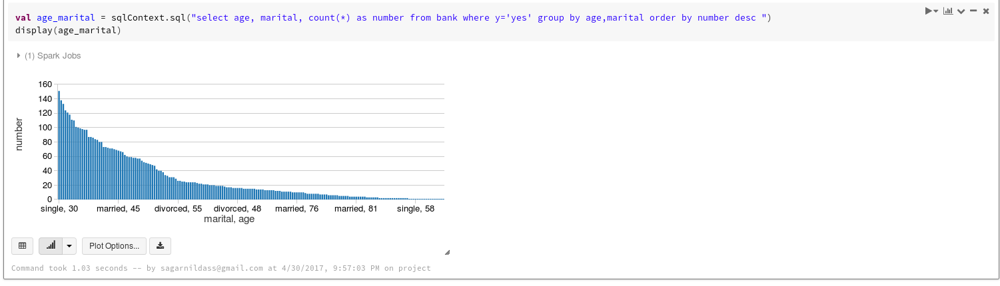 val age_marital = sqlContext.sql("select age, marital, count(*) as number from bank where y='yes' group by age,marital order by number desc ")
display(age_marital)
(1) Spark Jobs
160
140
120
100
80
60
40
20
0
number
single, 30 married, 45 divorced, 55 divorced, 48 married, 76 married, 81 single, 58
marital, age
Plot Options...
Command took 1.03 seconds -- by sagarnildass@gmail.com at 4/30/2017, 9:57:03 PM on project